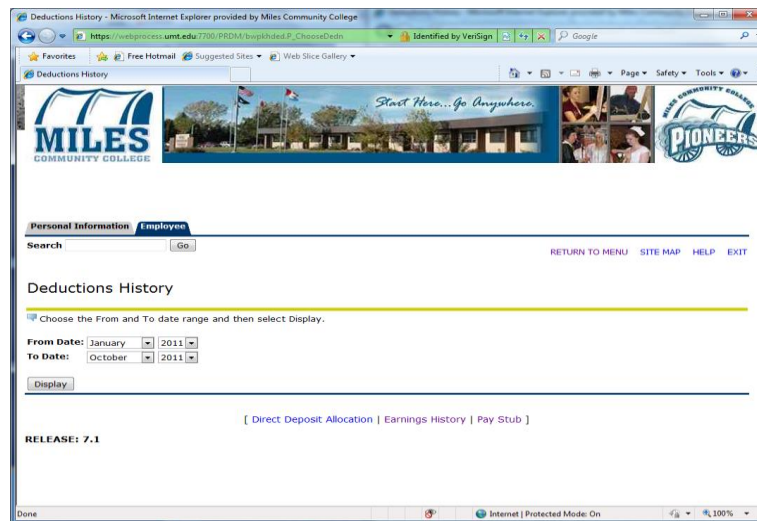 Deductions History - Microsoft Internet Explorer provided by Miles Community College
https://webprocess.umt.edu:7700/PRDM/bwpkhded.P_ChooseDedn
Identified by VeriSign
Google
Favorites
Free Hotmail
Suggested Sites
Web Slice Gallery
Deductions History
Page
Safety
Tools
MILES
COMMUNITY COLLEGE
Start Here...Go Anywhere.
MILES COMMUNITY COLLEGE
PIONEERS
Personal Information
Employee
Search
Go
RETURN TO MENU SITE MAP HELP EXIT
Deductions History
Choose the From and To date range and then select Display.
From Date: January 2011
To Date: October 2011
Display
[ Direct Deposit Allocation | Earnings History | Pay Stub ]
RELEASE: 7.1
Done
Internet | Protected Mode: On
100%